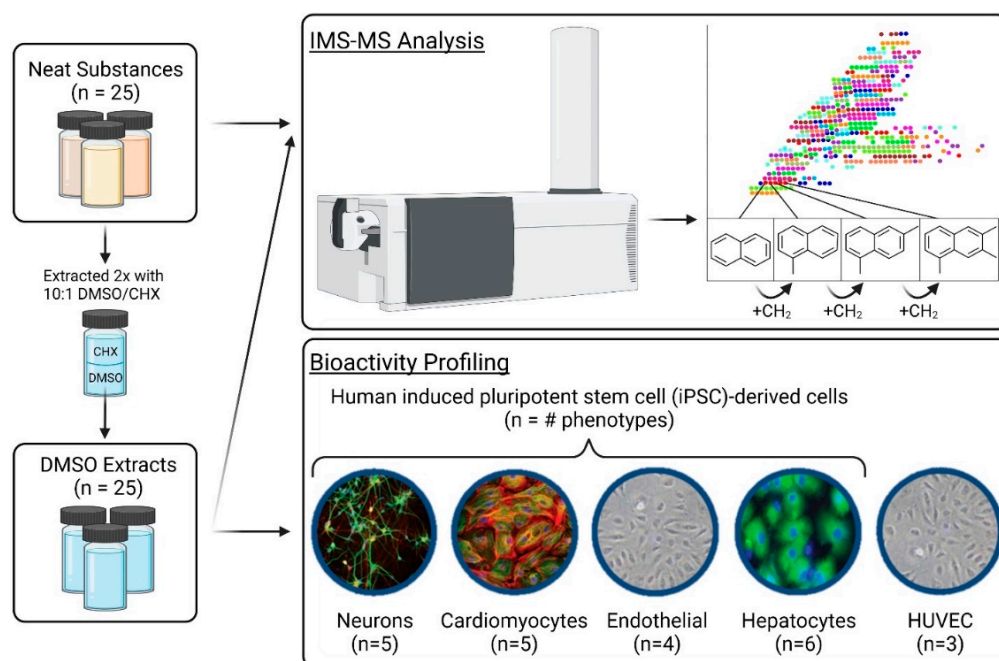 Neat Substances
(n = 25)
Extracted 2x with
10:1 DMSO/CHX
CHX
DMSO
DMSO Extracts
(n = 25)
IMS-MS Analysis
+CH₂
+CH₂
+CH₂
Bioactivity Profiling
Human induced pluripotent stem cell (iPSC)-derived cells
(n = # phenotypes)
Neurons
(n=5)
Cardiomyocytes
(n=5)
Endothelial
(n=4)
Hepatocytes
(n=6)
HUVEC
(n=3)